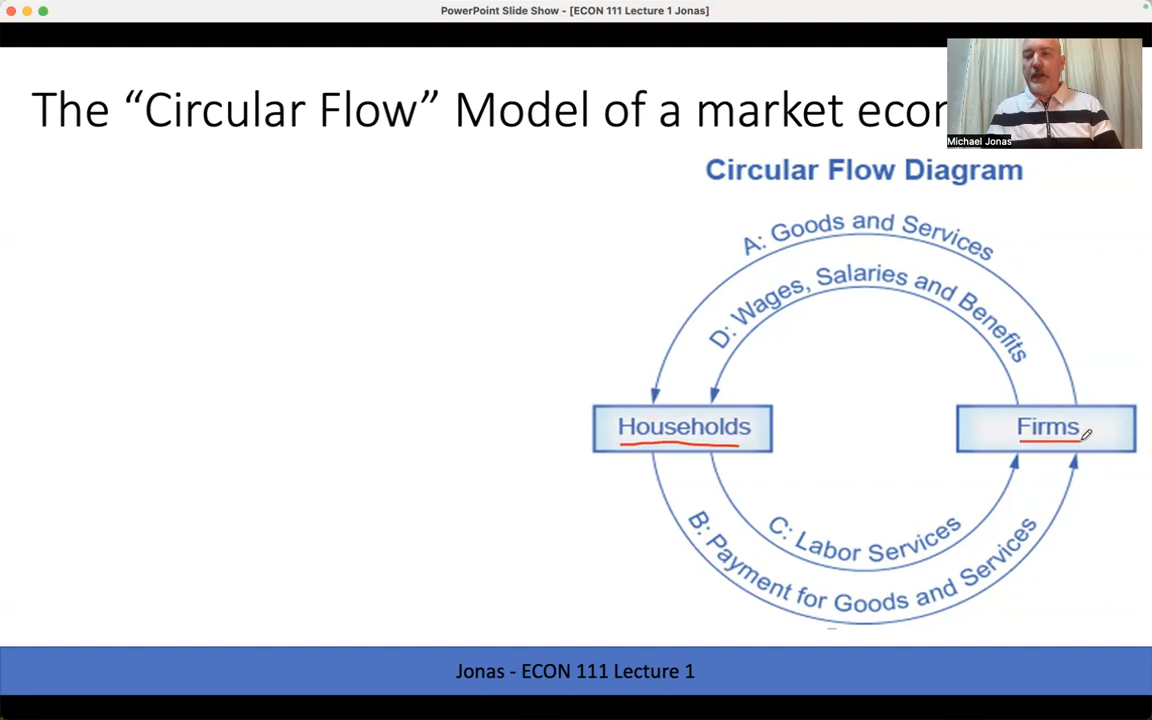 PowerPoint Slide Show - [ECON 111 Lecture 1 Jonas]
The “Circular Flow” Model of a market econ
Michael Jonas
Circular Flow Diagram
A: Goods and Services
D: Wages, Salaries and Benefits
Households
Firms
C: Labor Services
B: Payment for Goods and Services
Jonas - ECON 111 Lecture 1